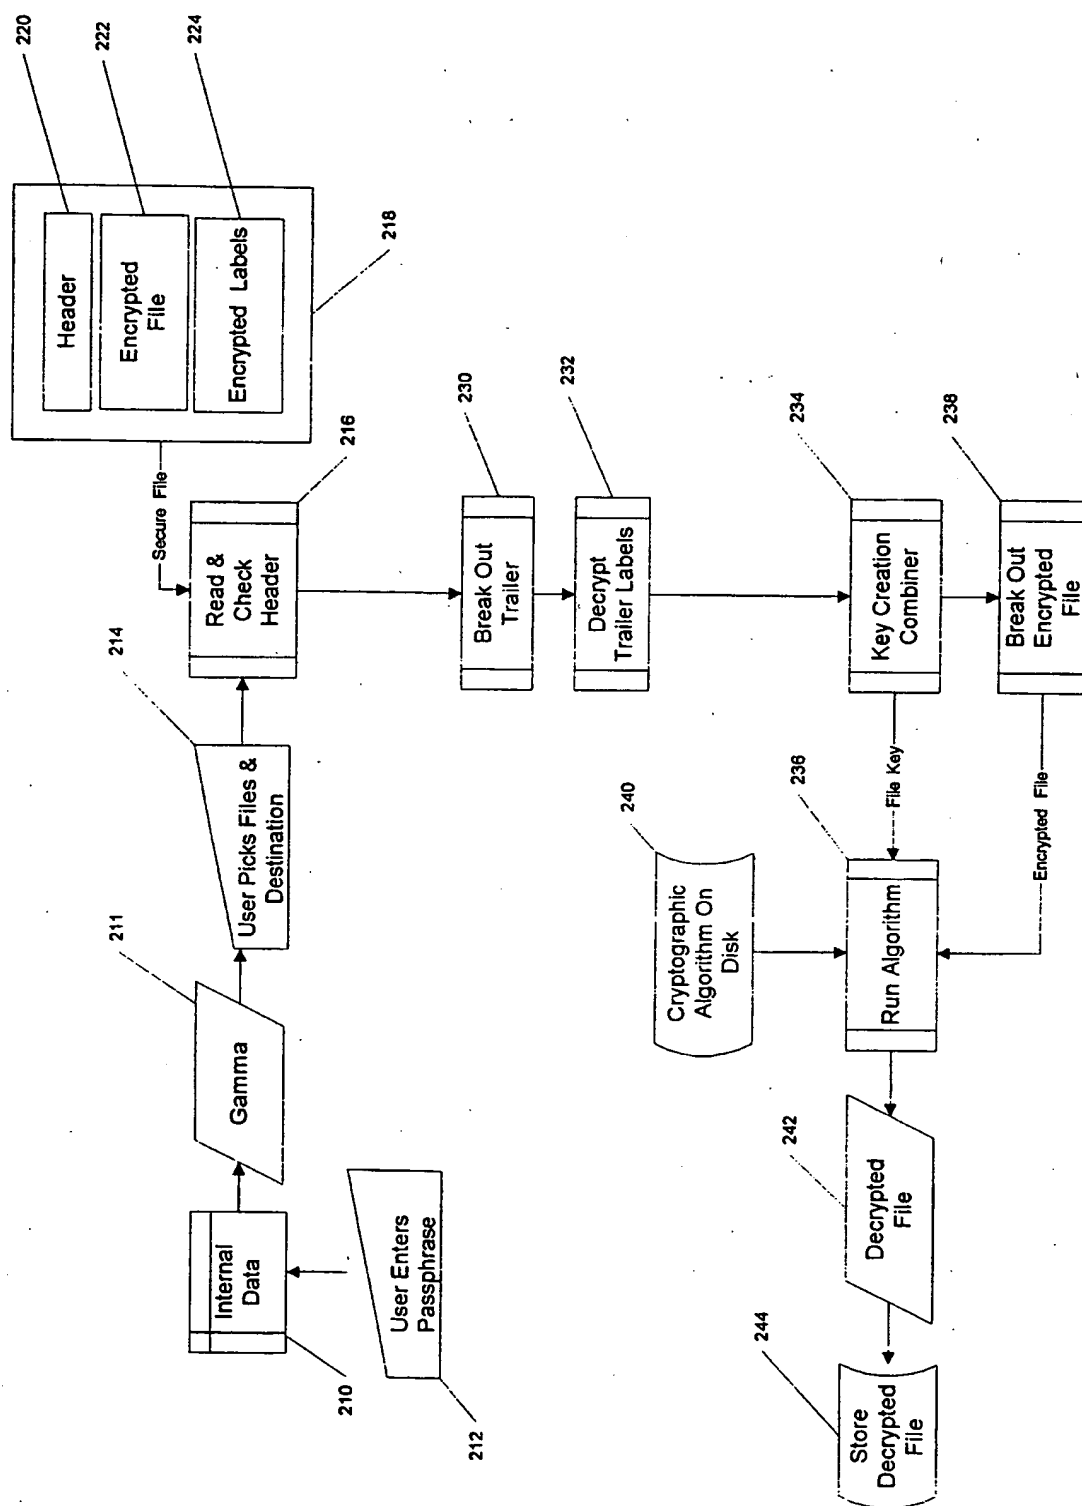 220
222
224
Header
Encrypted
File
Encrypted Labels
218
Secure File
216
Read &
Check
Header
214
User Picks Files &
Destination
211
Gamma
Internal
Data
210
User Enters
Passphrase
212
230
Break Out
Trailer
232
Decrypt
Trailer Labels
234
Key Creation
Combiner
238
Break Out
Encrypted
File
File Key
Encrypted File
240
Cryptographic
Algorithm On
Disk
236
Run Algorithm
242
Decrypted
File
244
Store
Decrypted
File